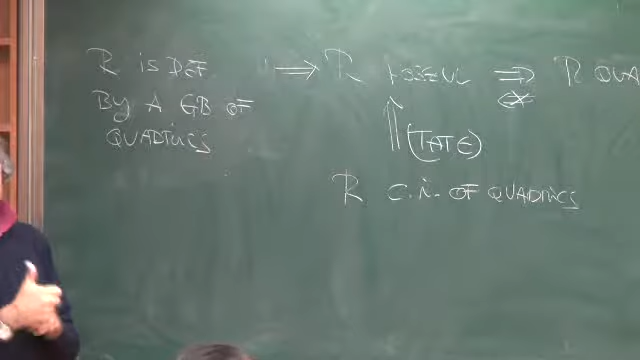 R IS DEF. ⟹ R KOSZUL ⟹ R QUA
BY A GB OF
QUADRICS
(TATE)
R C.I. OF QUADRICS